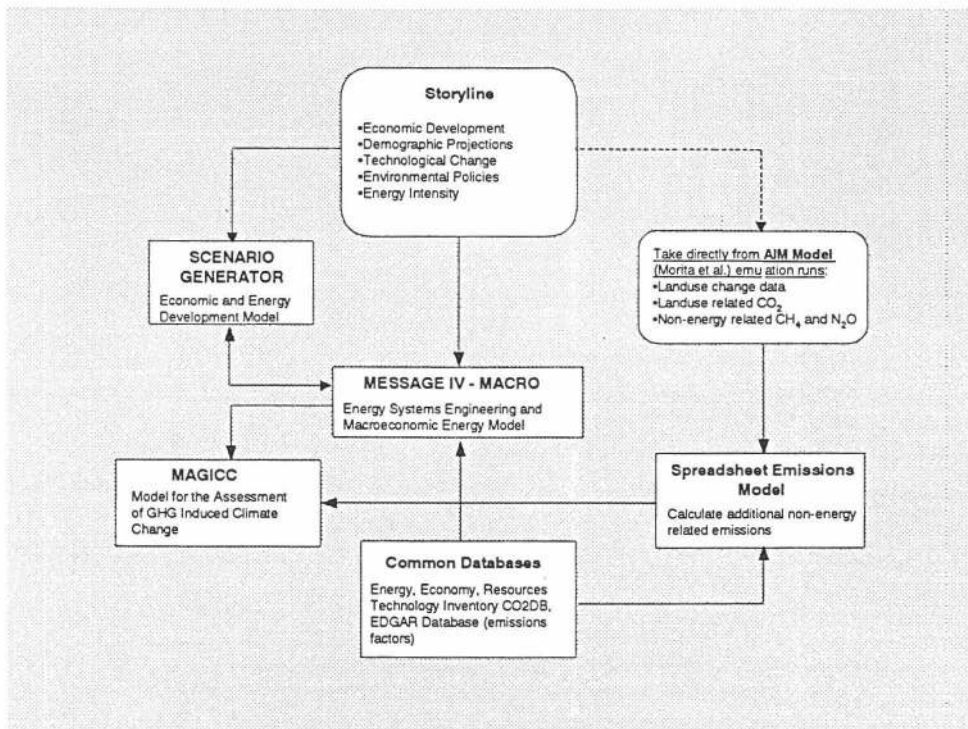 Storyline
▪Economic Development
▪Demographic Projections
▪Technological Change
▪Environmental Policies
▪Energy Intensity
SCENARIO
GENERATOR
Economic and Energy
Development Model
Take directly from AIM Model
(Morita et al.) emu ation runs:
▪Landuse change data
▪Landuse related CO₂
▪Non-energy related CH₄ and N₂O
MESSAGE IV - MACRO
Energy Systems Engineering and
Macroeconomic Energy Model
MAGICC
Model for the Assessment
of GHG Induced Climate
Change
Spreadsheet Emissions
Model
Calculate additional non-energy
related emissions
Common Databases
Energy, Economy, Resources
Technology Inventory CO2DB,
EDGAR Database (emissions
factors)